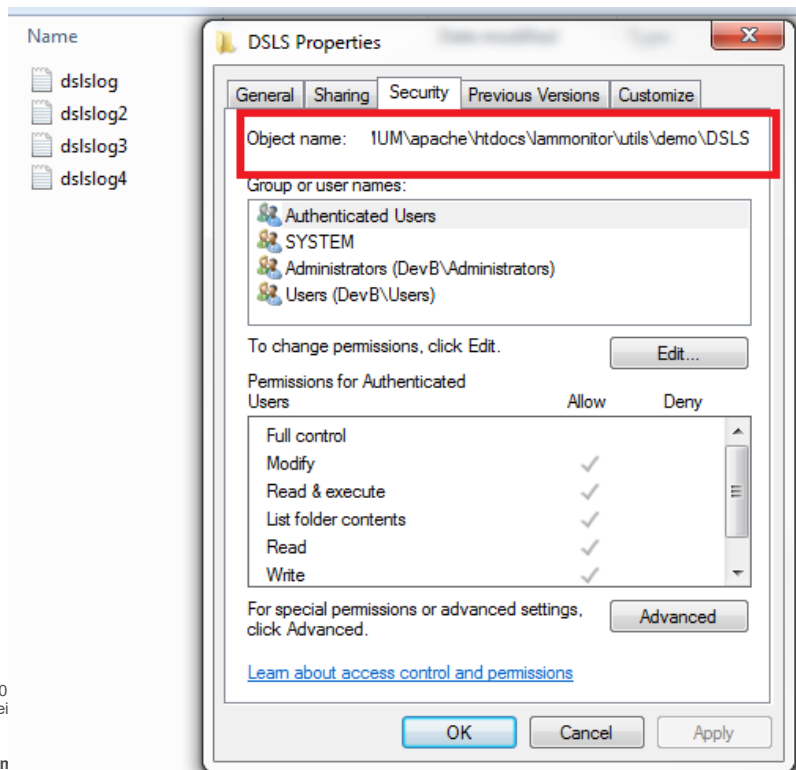 Name
dslslog
dslslog2
dslslog3
dslslog4
DSLS Properties
General Sharing Security Previous Versions Customize
Object name: 1UM\apache\htdocs\lammonitor\utils\demo\DSLS
Group or user names:
Authenticated Users
SYSTEM
Administrators (DevB\Administrators)
Users (DevB\Users)
To change permissions, click Edit.
Edit...
Permissions for Authenticated
Users Allow Deny
Full control
Modify
Read & execute
List folder contents
Read
Write
For special permissions or advanced settings,
click Advanced.
Advanced
Learn about access control and permissions
OK Cancel Apply